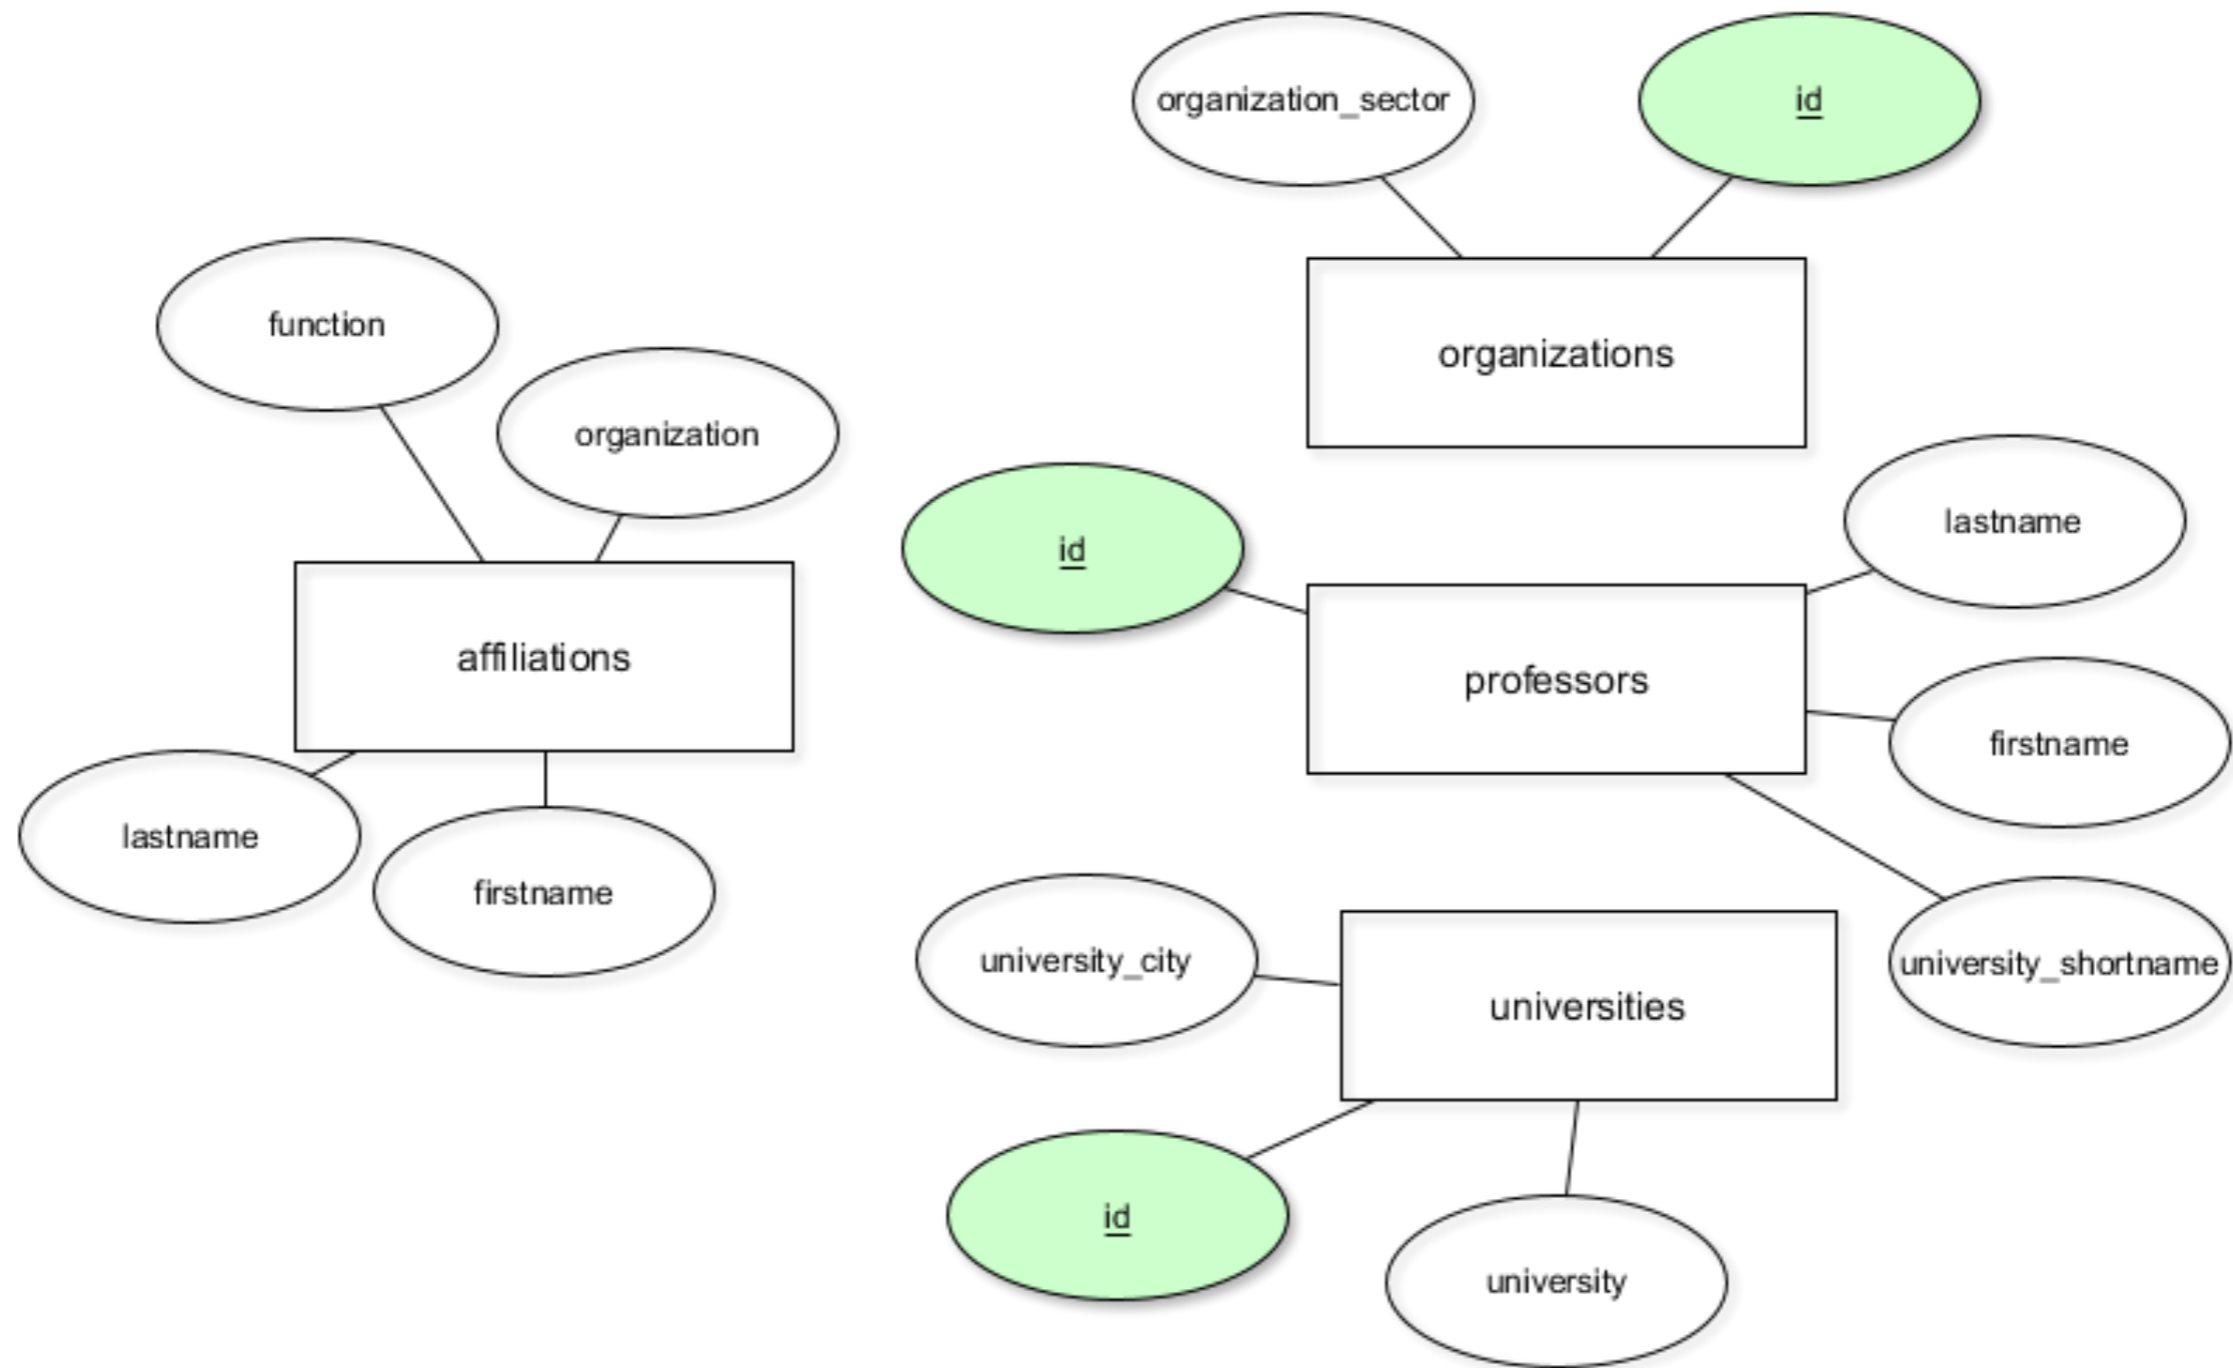 organization_sector
id
function
organizations
organization
lastname
id
affiliations
professors
firstname
lastname
firstname
university_city
university_shortname
universities
id
university